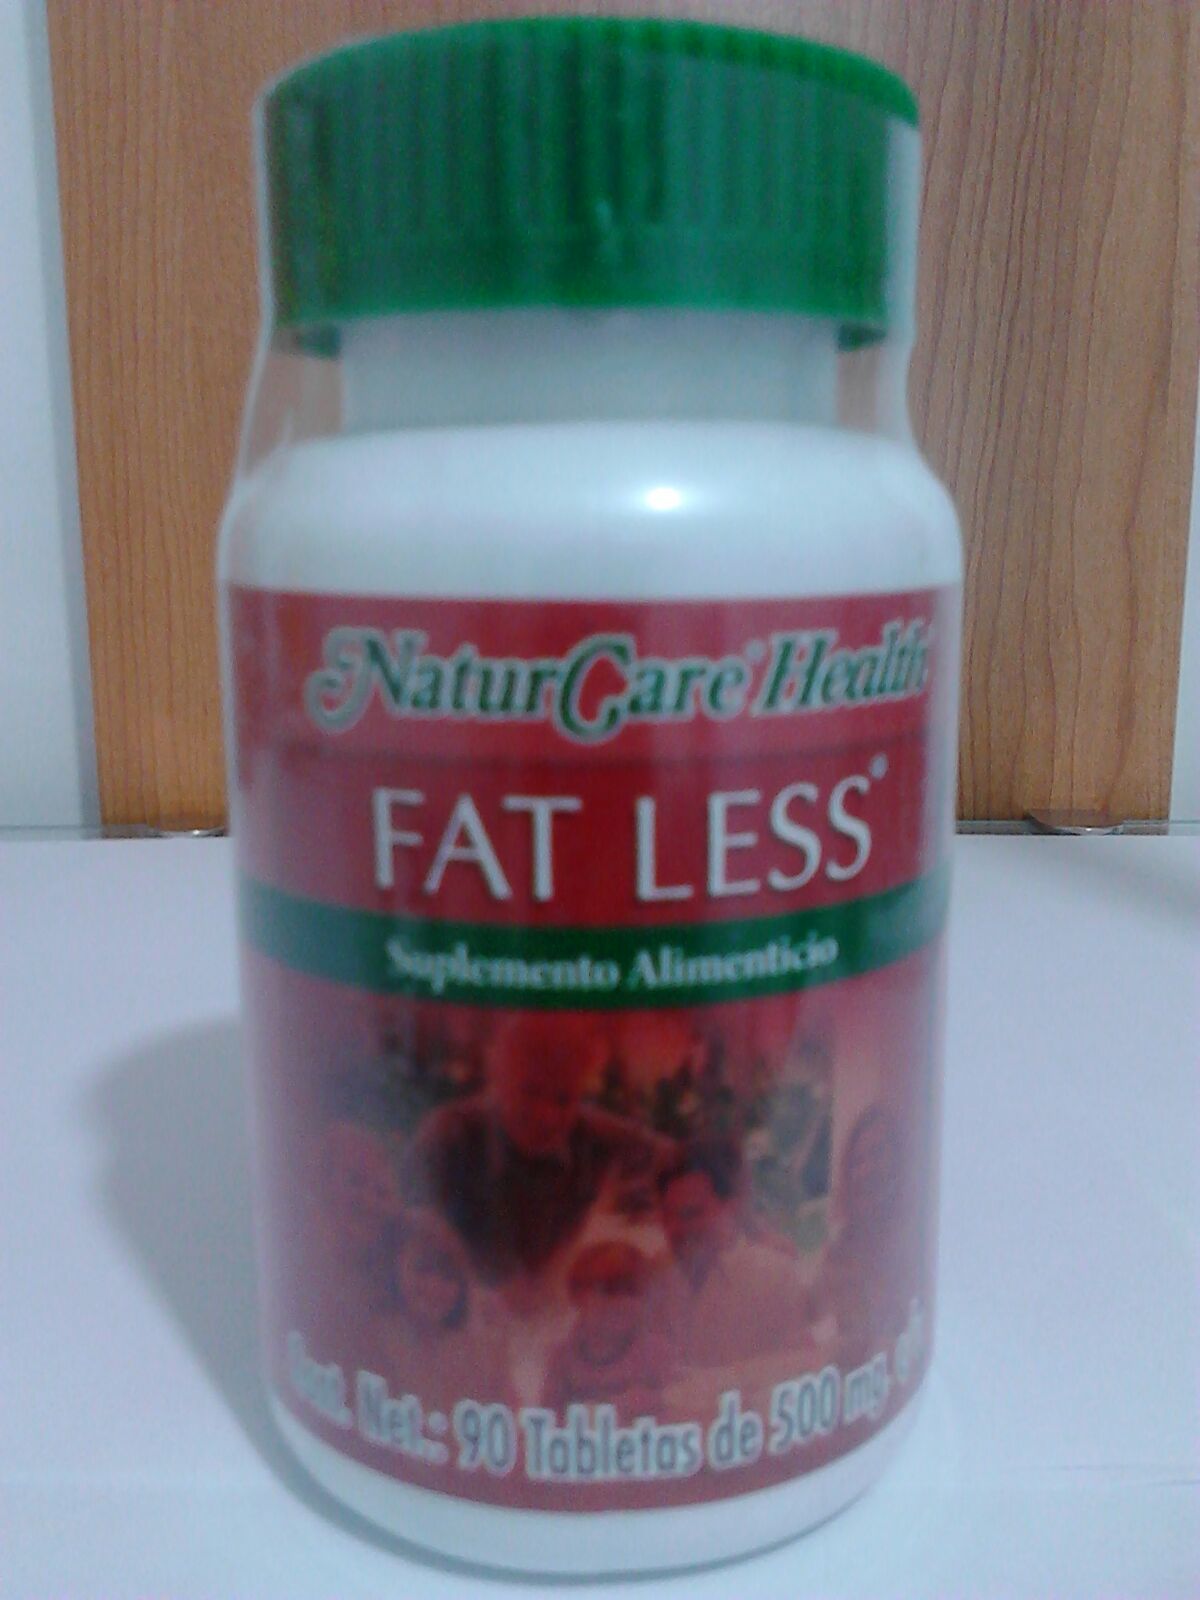 NaturCare® Health
FAT LESS®
Suplemento Alimenticio
Cont. Net.: 90 Tabletas de 500 mg. c/u